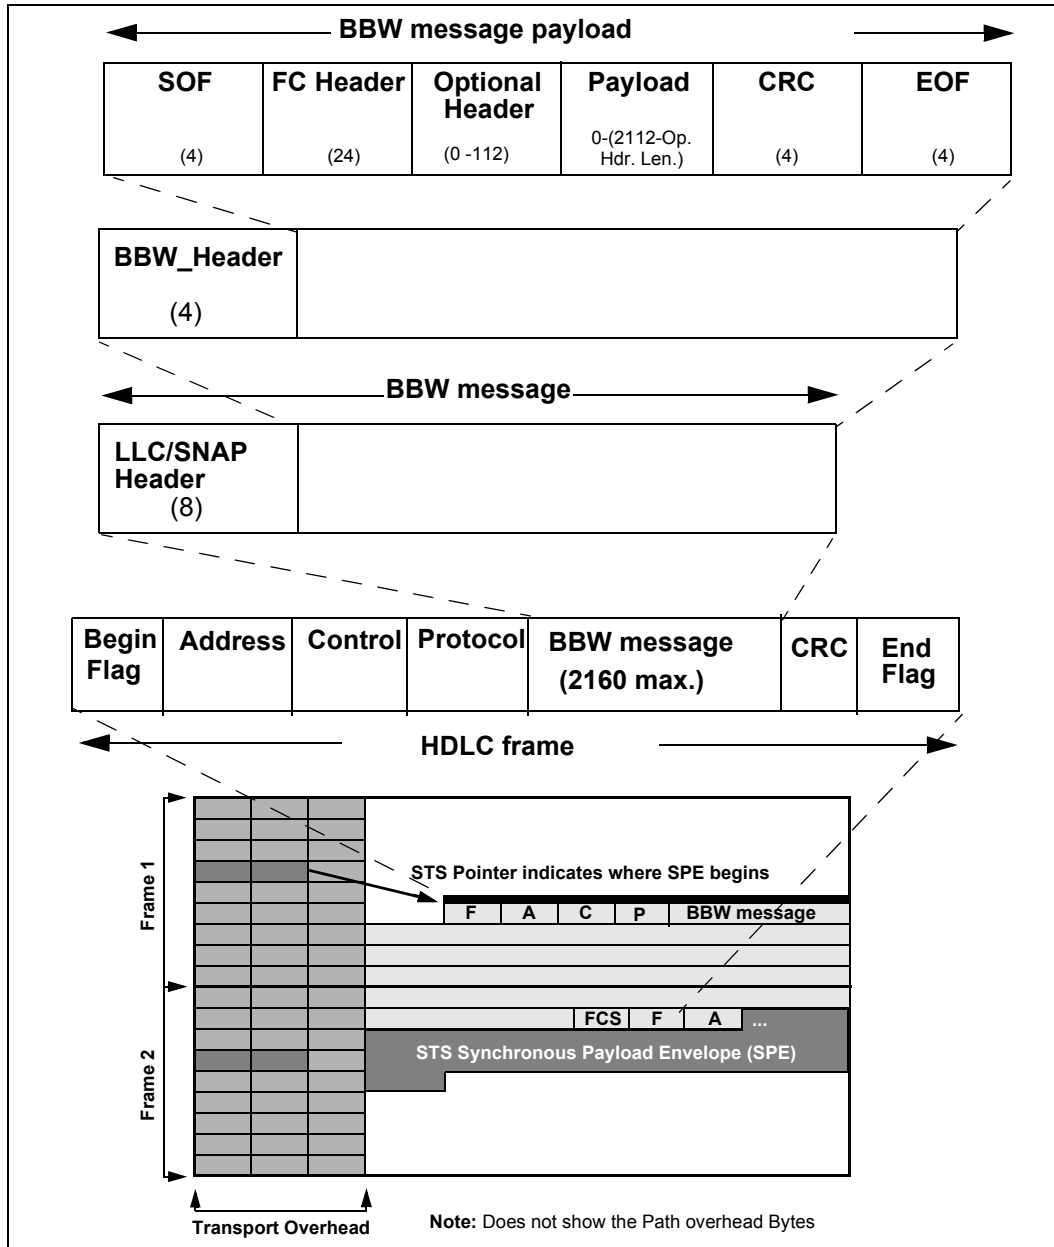 BBW message payload
SOF
(4)
FC Header
(24)
Optional
Header
(0 -112)
Payload
0-(2112-Op.
Hdr. Len.)
CRC
(4)
EOF
(4)
BBW_Header
(4)
BBW message
LLC/SNAP
Header
(8)
Begin
Flag
Address
Control
Protocol
BBW message
(2160 max.)
CRC
End
Flag
HDLC frame
Frame 1
STS Pointer indicates where SPE begins
F A C P BBW message
FCS F A ...
STS Synchronous Payload Envelope (SPE)
Frame 2
Transport Overhead
Note: Does not show the Path overhead Bytes